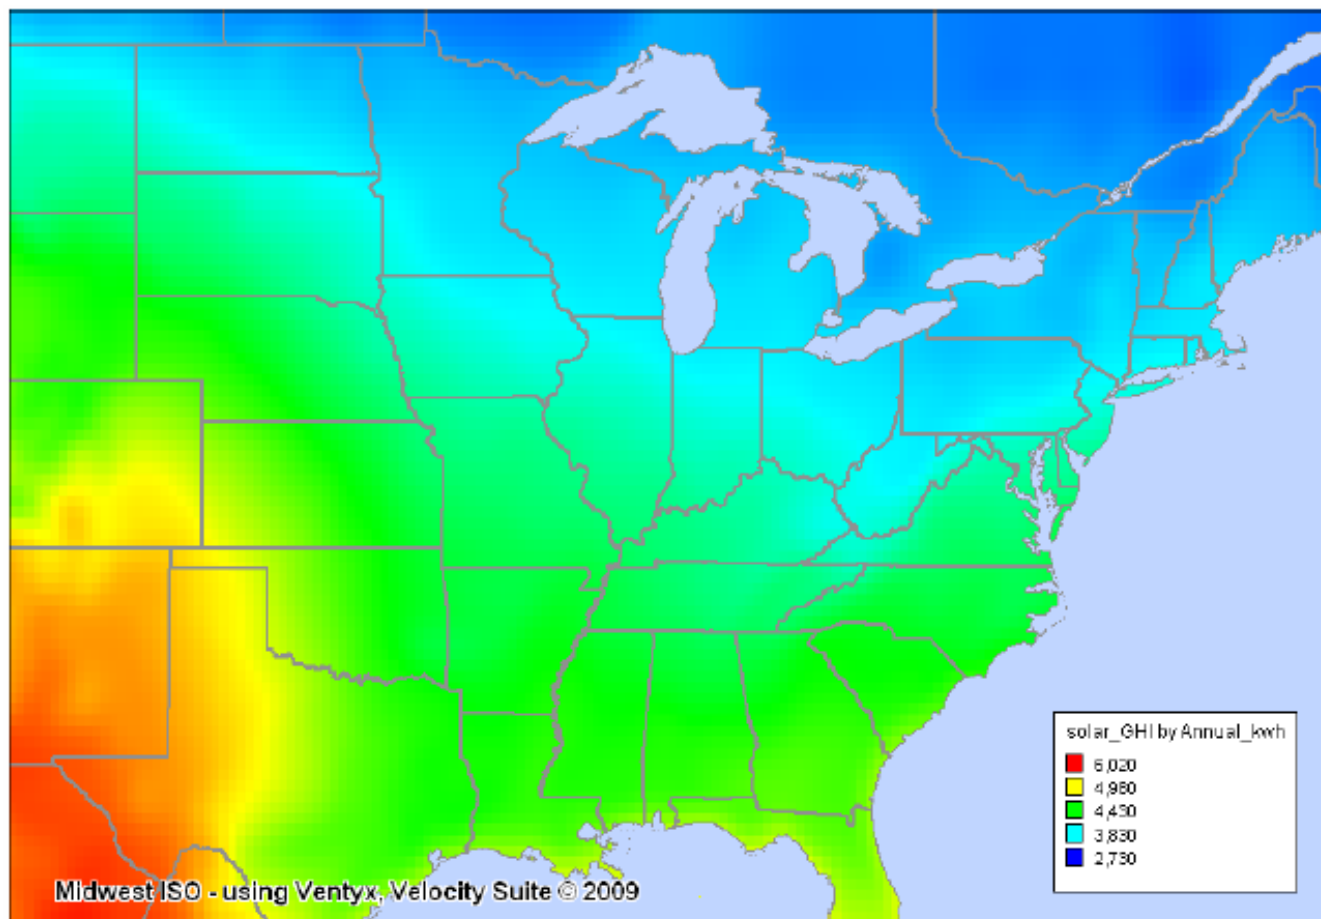 solar_GHI by Annual_kwh
6,020
4,980
4,430
3,830
2,730
Midwest ISO - using Ventyx, Velocity Suite © 2009